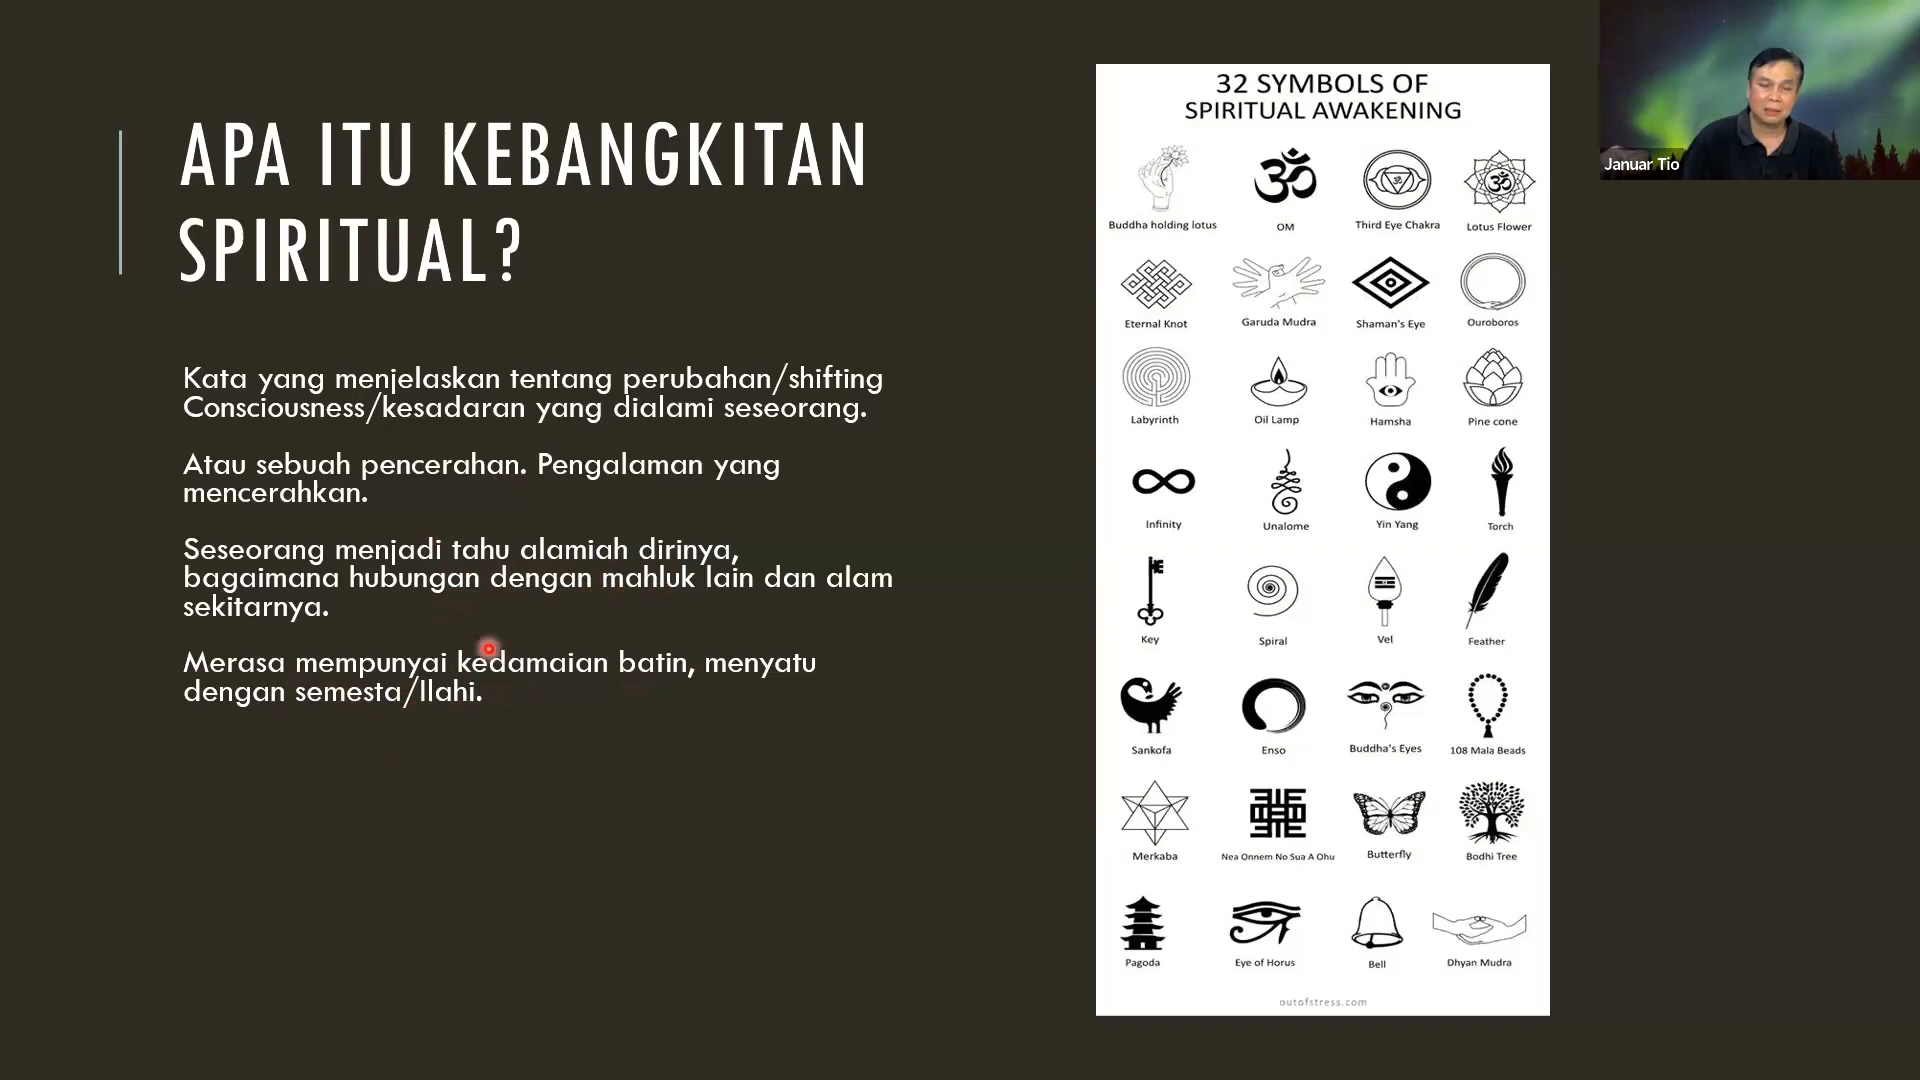 APA ITU KEBANGKITAN
SPIRITUAL?
Kata yang menjelaskan tentang perubahan/shifting
Consciousness/kesadaran yang dialami seseorang.
Atau sebuah pencerahan. Pengalaman yang
mencerahkan.
Seseorang menjadi tahu alamiah dirinya,
bagaimana hubungan dengan mahluk lain dan alam
sekitarnya.
Merasa mempunyai kedamaian batin, menyatu
dengan semesta/Ilahi.
32 SYMBOLS OF
SPIRITUAL AWAKENING
ॐ
ॐ
ॐ
Buddha holding lotus
OM
Third Eye Chakra
Lotus Flower
Eternal Knot
Garuda Mudra
Shaman's Eye
Ouroboros
Labyrinth
Oil Lamp
Hamsha
Pine cone
Infinity
Unalome
Yin Yang
Torch
Key
Spiral
Vel
Feather
Sankofa
Enso
Buddha's Eyes
108 Mala Beads
Merkaba
Nea Onnem No Sua A Ohu
Butterfly
Bodhi Tree
Pagoda
Eye of Horus
Bell
Dhyan Mudra
outofstress.com
Januar Tio